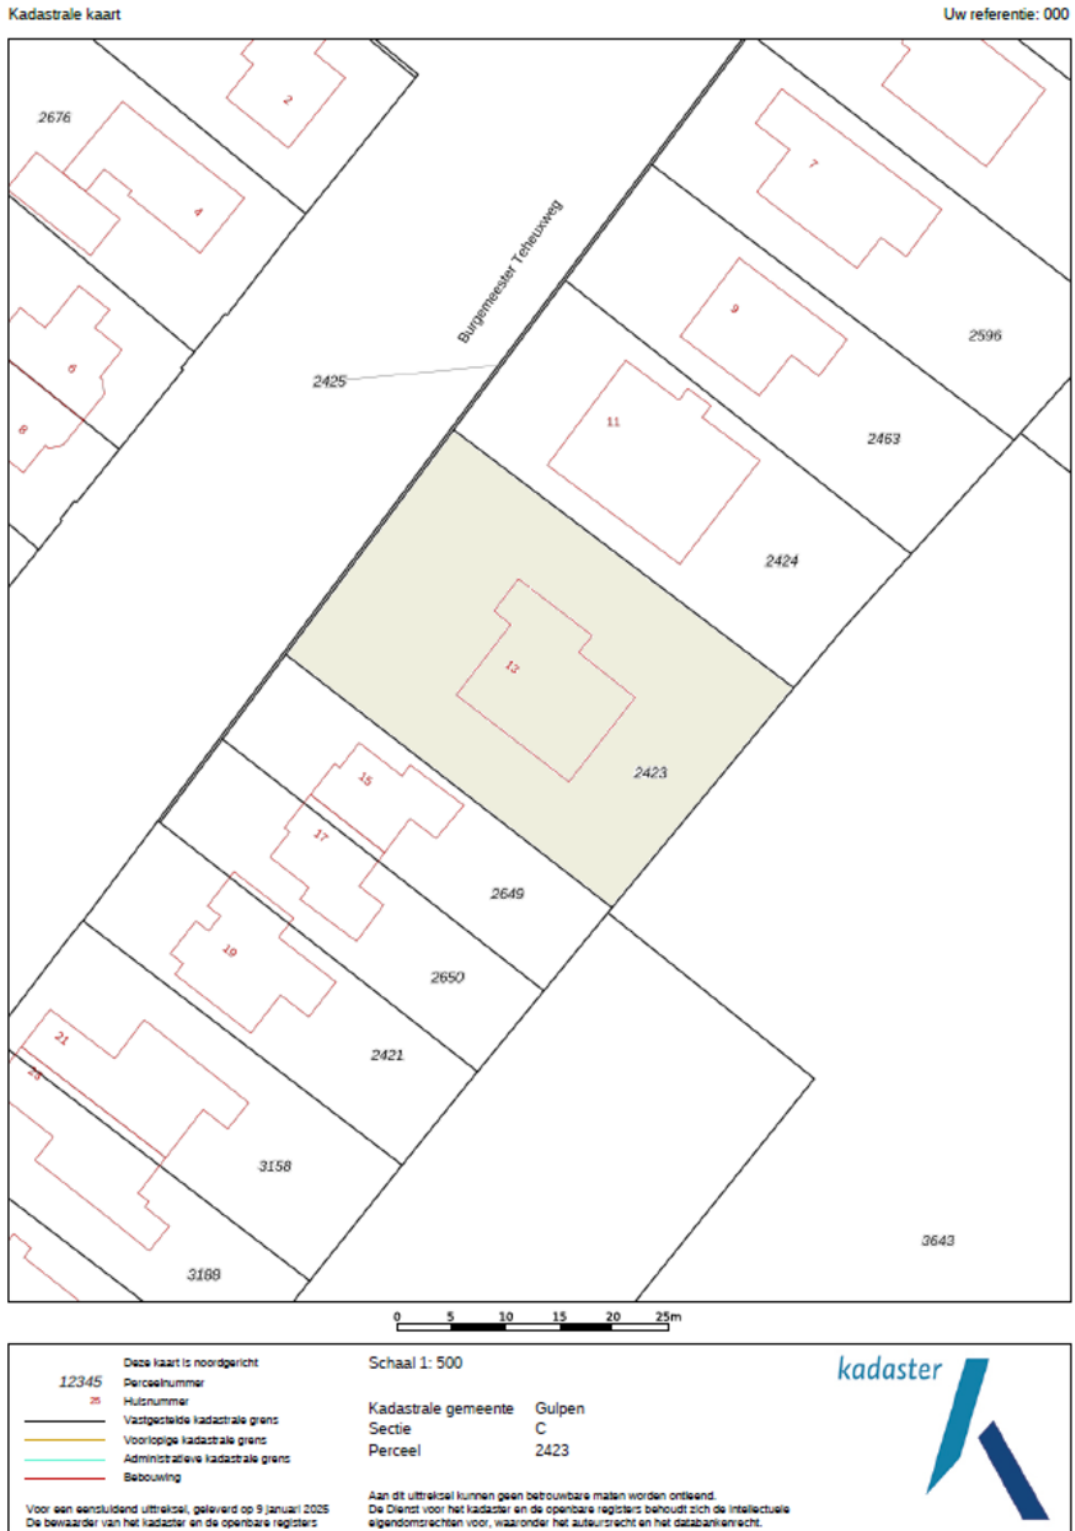 Kadastrale kaart
Uw referentie: 000
2
2676
7
4
Burgemeester Teheuxweg
9
2596
6
2425
11
8
2463
2424
13
2423
15
17
2649
19
2650
21
2421
23
3158
3643
3188
0 5 10 15 20 25m
Deze kaart is noordgericht
12345 Perceelnummer
25 Huisnummer
Vastgestelde kadastrale grens
Voorlopige kadastrale grens
Administratieve kadastrale grens
Bebouwing
Voor een eensluidend uittreksel, geleverd op 9 januari 2025
De bewaarder van het kadaster en de openbare registers
Schaal 1: 500
Kadastrale gemeente Gulpen
Sectie C
Perceel 2423
Aan dit uittreksel kunnen geen betrouwbare maten worden ontleend.
De Dienst voor het kadaster en de openbare registers behoudt zich de intellectuele
eigendomsrechten voor, waaronder het auteursrecht en het databankenrecht.
kadaster